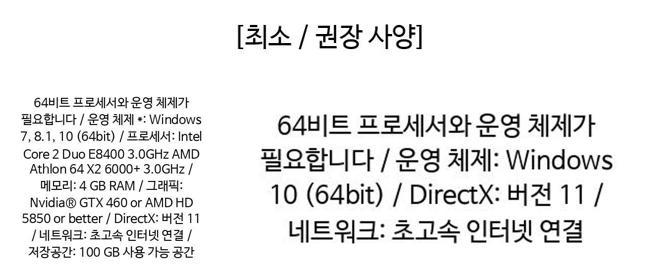 [최소 / 권장 사양]
64비트 프로세서와 운영 체제가
필요합니다 / 운영 체제 *: Windows
7, 8.1, 10 (64bit) / 프로세서: Intel
Core 2 Duo E8400 3.0GHz AMD
Athlon 64 X2 6000+ 3.0GHz /
메모리: 4 GB RAM / 그래픽:
Nvidia® GTX 460 or AMD HD
5850 or better / DirectX: 버전 11
/ 네트워크: 초고속 인터넷 연결 /
저장공간: 100 GB 사용 가능 공간
64비트 프로세서와 운영 체제가
필요합니다 / 운영 체제: Windows
10 (64bit) / DirectX: 버전 11 /
네트워크: 초고속 인터넷 연결